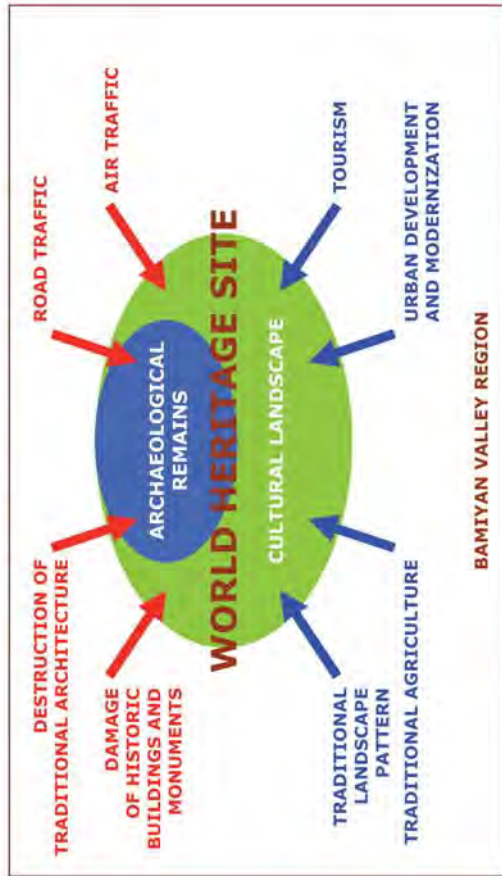 DESTRUCTION OF
TRADITIONAL ARCHITECTURE
ROAD TRAFFIC
DAMAGE
OF HISTORIC
BUILDINGS AND
MONUMENTS
AIR TRAFFIC
ARCHAEOLOGICAL
REMAINS
WORLD HERITAGE SITE
CULTURAL LANDSCAPE
TRADITIONAL
LANDSCAPE
PATTERN
TOURISM
TRADITIONAL AGRICULTURE
URBAN DEVELOPMENT
AND MODERNIZATION
BAMIYAN VALLEY REGION